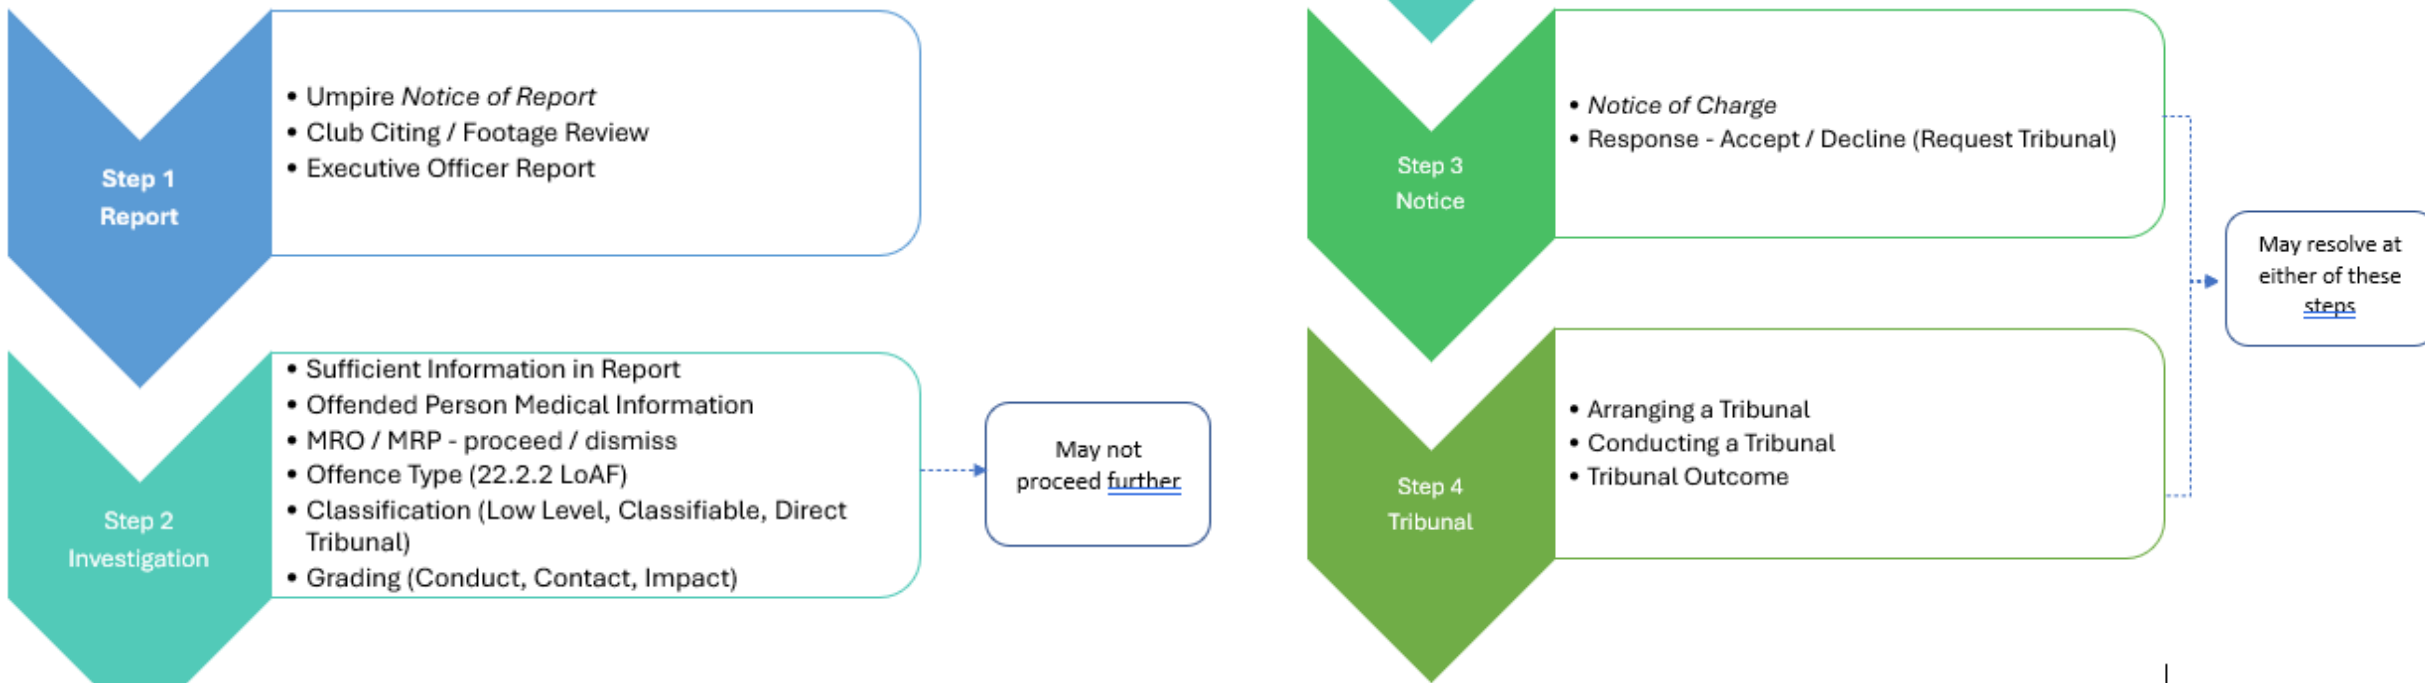 Step 1
Report
• Umpire Notice of Report
• Club Citing / Footage Review
• Executive Officer Report
Step 2
Investigation
• Sufficient Information in Report
• Offended Person Medical Information
• MRO / MRP - proceed / dismiss
• Offence Type (22.2.2 LoAF)
• Classification (Low Level, Classifiable, Direct
Tribunal)
• Grading (Conduct, Contact, Impact)
May not
proceed further
Step 3
Notice
• Notice of Charge
• Response - Accept / Decline (Request Tribunal)
Step 4
Tribunal
• Arranging a Tribunal
• Conducting a Tribunal
• Tribunal Outcome
May resolve at
either of these
steps